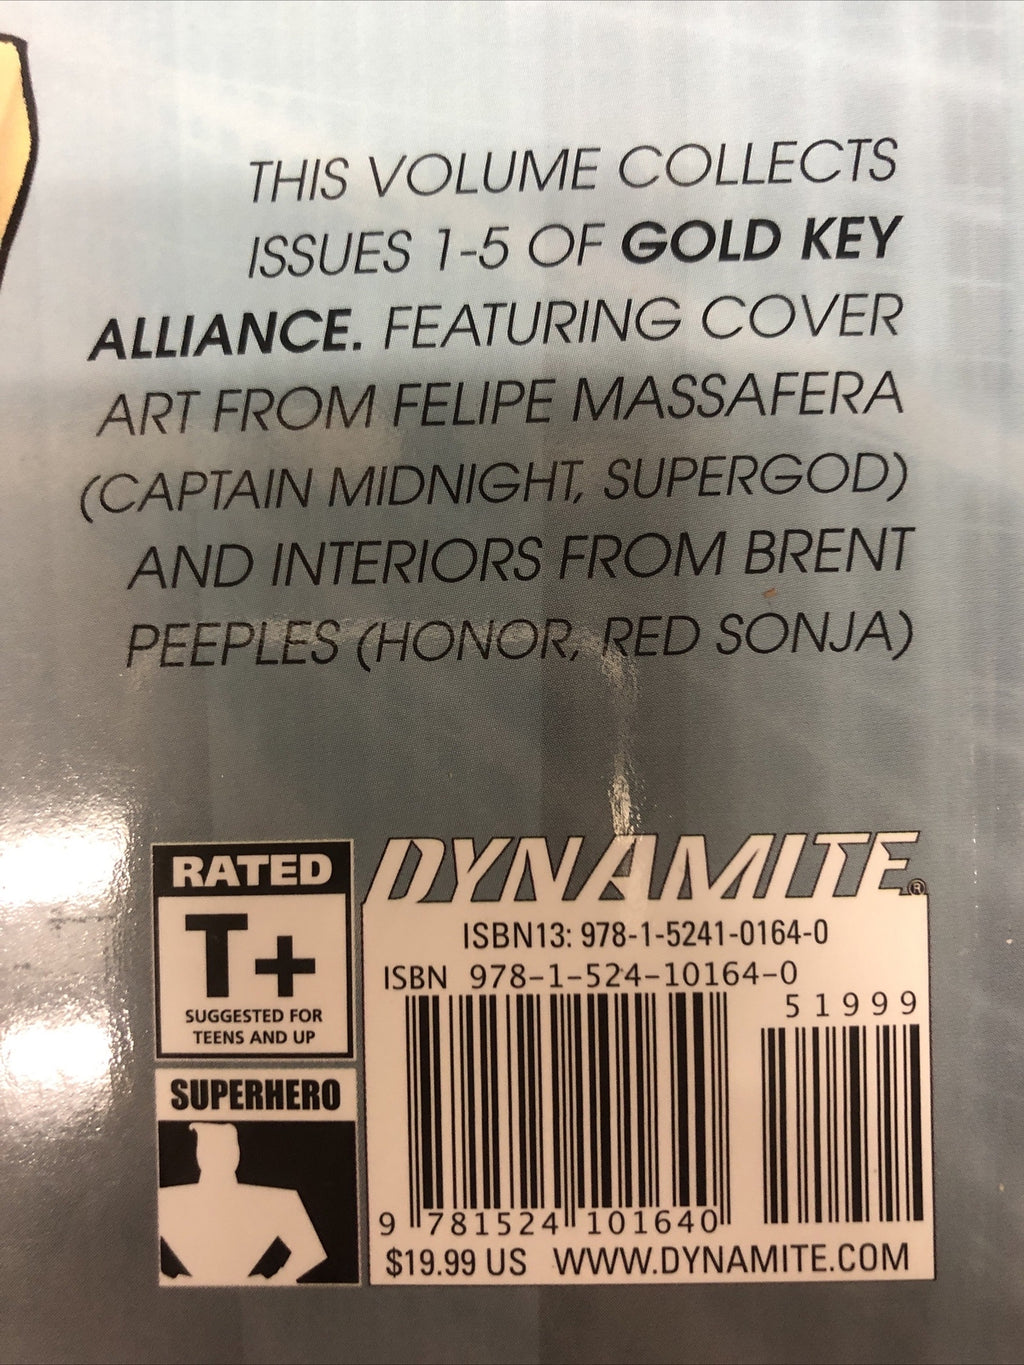 THIS VOLUME COLLECTS
ISSUES 1-5 OF GOLD KEY
ALLIANCE. FEATURING COVER
ART FROM FELIPE MASSAFERA
(CAPTAIN MIDNIGHT, SUPERGOD)
AND INTERIORS FROM BRENT
PEEPLES (HONOR, RED SONJA)
RATED
T+
SUGGESTED FOR
TEENS AND UP
SUPERHERO
DYNAMITE®
ISBN13: 978-1-5241-0164-0
ISBN 978-1-524-10164-0
51999
9 781524 101640
$19.99 US WWW.DYNAMITE.COM